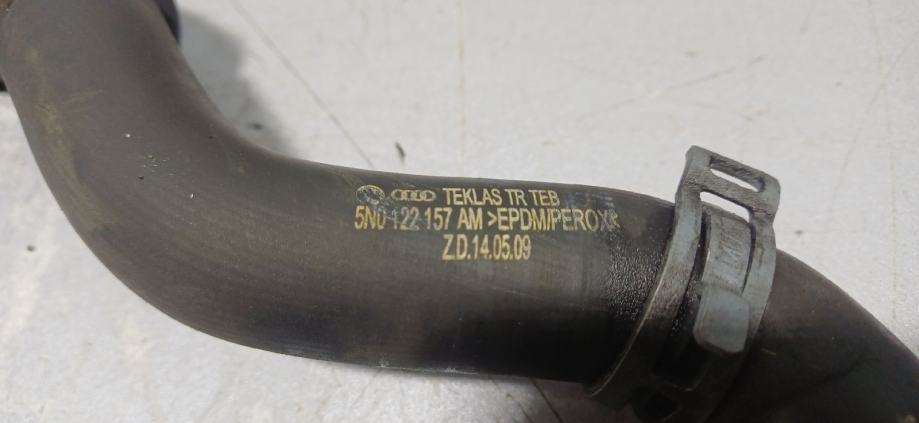 TEKLAS TR TEB
5N0 122 157 AM >EPDM/PEROX<
Z.D.14.05.09